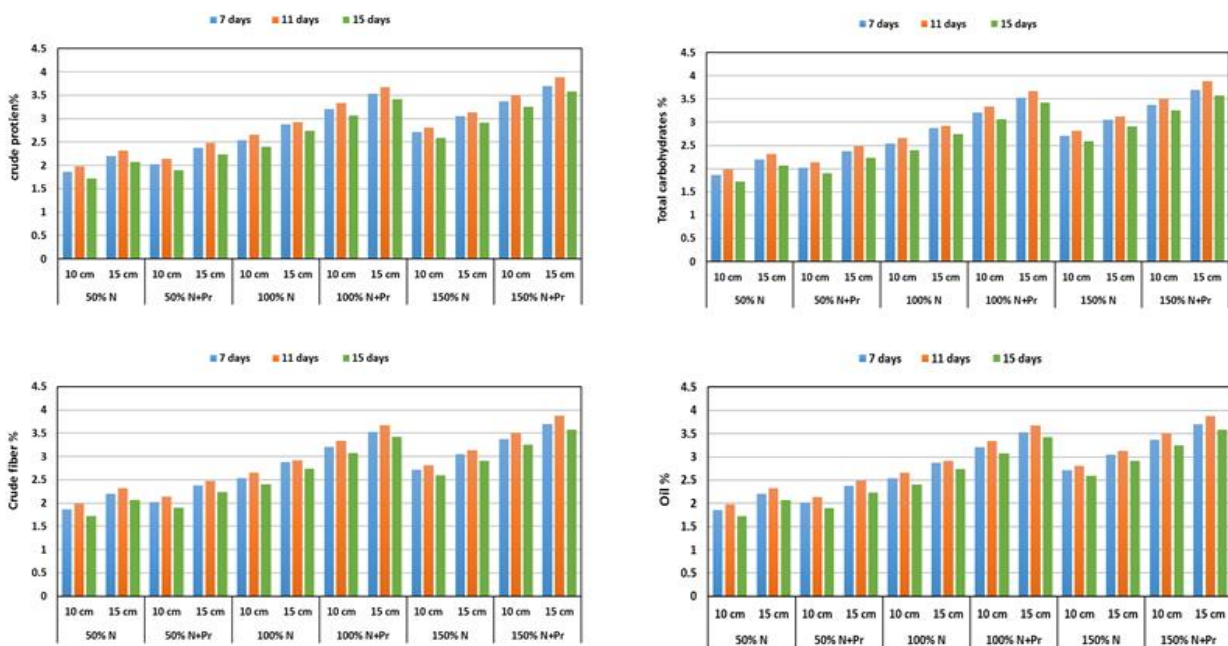 7 days 11 days 15 days
crude protien%
4.5
4
3.5
3
2.5
2
1.5
1
0.5
0
10 cm 15 cm 10 cm 15 cm 10 cm 15 cm 10 cm 15 cm 10 cm 15 cm 10 cm 15 cm
50% N 50% N+Pr 100% N 100% N+Pr 150% N 150% N+Pr
7 days 11 days 15 days
Total carbohydrates %
4.5
4
3.5
3
2.5
2
1.5
1
0.5
0
10 cm 15 cm 10 cm 15 cm 10 cm 15 cm 10 cm 15 cm 10 cm 15 cm 10 cm 15 cm
50% N 50% N+Pr 100% N 100% N+Pr 150% N 150% N+Pr
7 days 11 days 15 days
Crude fiber %
4.5
4
3.5
3
2.5
2
1.5
1
0.5
0
10 cm 15 cm 10 cm 15 cm 10 cm 15 cm 10 cm 15 cm 10 cm 15 cm 10 cm 15 cm
50% N 50% N+Pr 100% N 100% N+Pr 150% N 150% N+Pr
7 days 11 days 15 days
Oil %
4.5
4
3.5
3
2.5
2
1.5
1
0.5
0
10 cm 15 cm 10 cm 15 cm 10 cm 15 cm 10 cm 15 cm 10 cm 15 cm 10 cm 15 cm
50% N 50% N+Pr 100% N 100% N+Pr 150% N 150% N+Pr